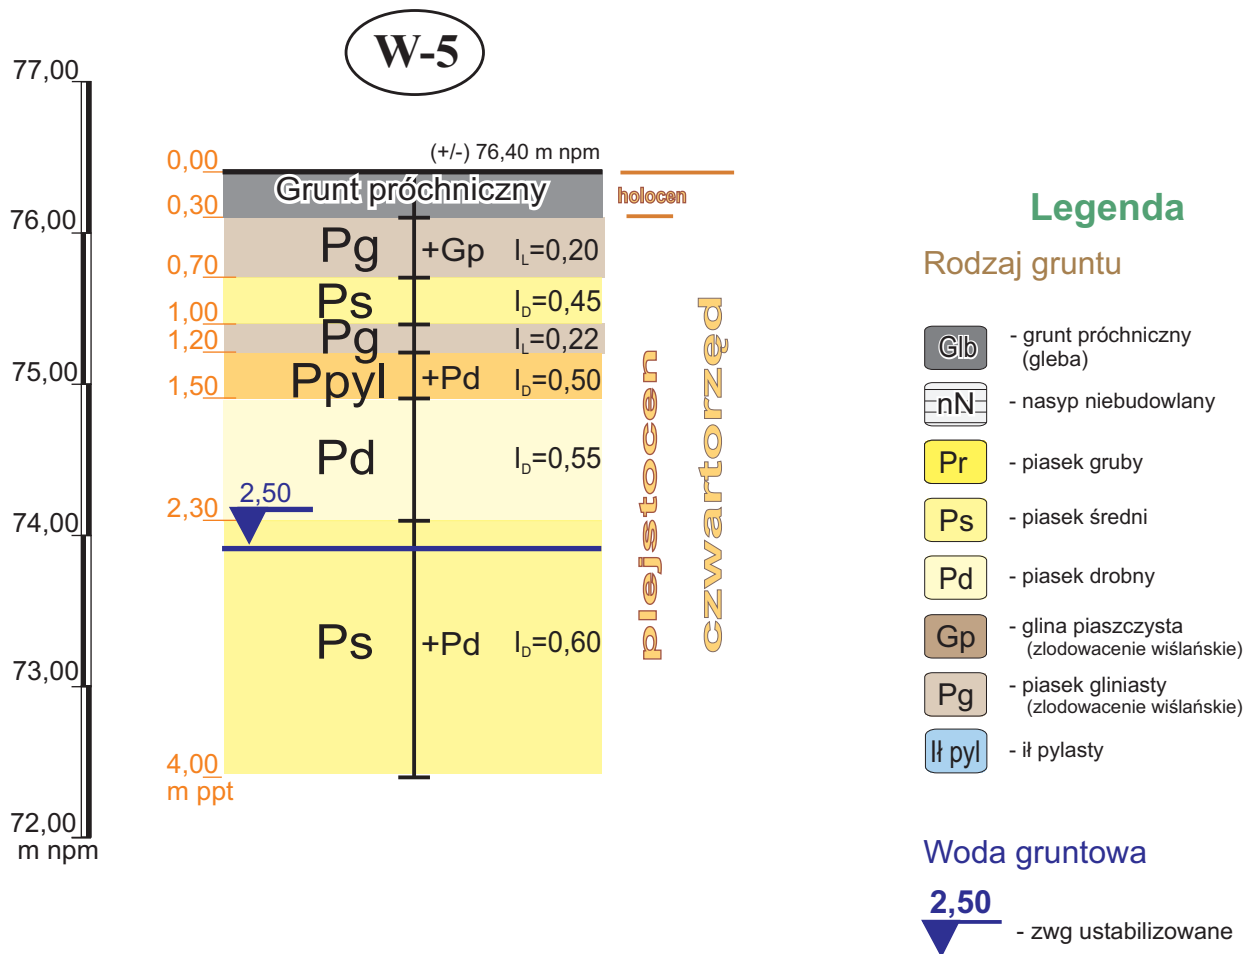 W-5
77,00
76,00
75,00
74,00
73,00
72,00
m npm
(+/-) 76,40 m npm
0,00
Grunt próchniczny
0,30
Pg +Gp IL=0,20
0,70
Ps ID=0,45
1,00
Pg IL=0,22
1,20
Ppyl +Pd ID=0,50
1,50
Pd ID=0,55
2,50
2,30
Ps +Pd ID=0,60
4,00
m ppt
holocen
plejstocen
czwartorzęd
Legenda
Rodzaj gruntu
Glb - grunt próchniczny
(gleba)
nN - nasyp niebudowlany
Pr - piasek gruby
Ps - piasek średni
Pd - piasek drobny
Gp - glina piaszczysta
(zlodowacenie wiślańskie)
Pg - piasek gliniasty
(zlodowacenie wiślańskie)
Ił pyl - ił pylasty
Woda gruntowa
2,50
- zwg ustabilizowane